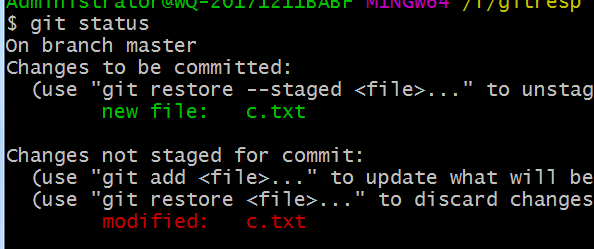 Administrator@WQ-20171211BABF MINGW64 /f/gitresp
$ git status
On branch master
Changes to be committed:
(use "git restore --staged <file>..." to unstag
new file: c.txt
Changes not staged for commit:
(use "git add <file>..." to update what will be
(use "git restore <file>..." to discard changes
modified: c.txt